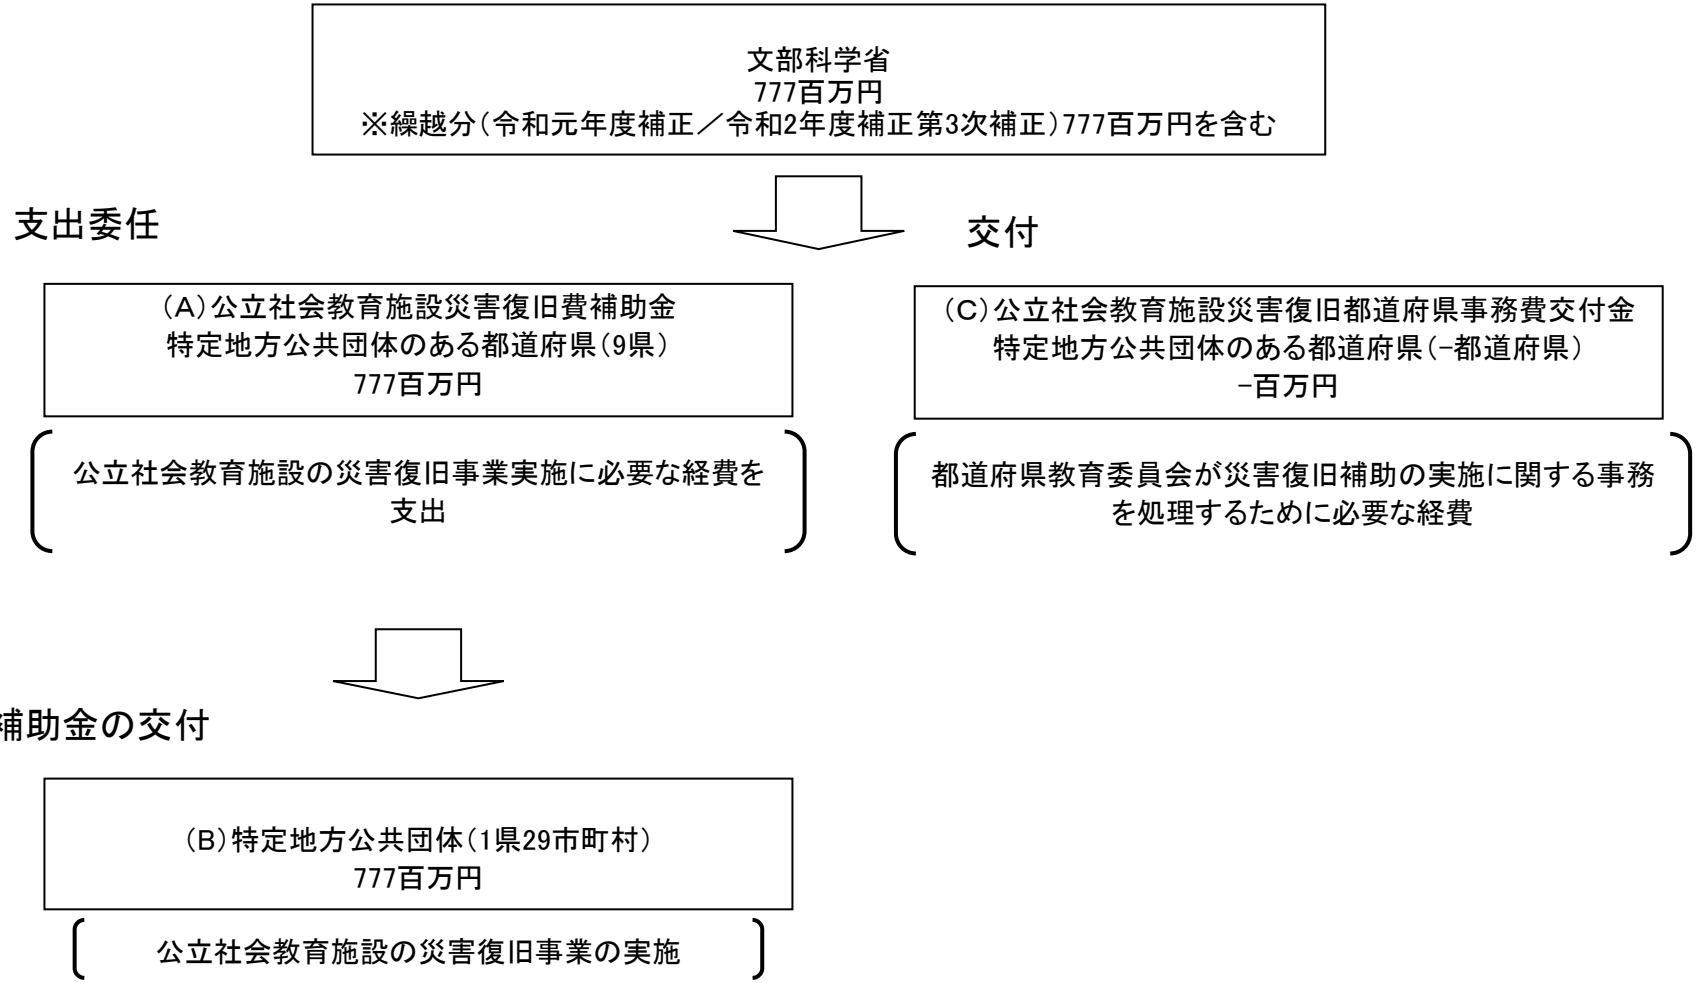 文部科学省
777百万円
※繰越分（令和元年度補正／令和2年度補正第3次補正）777百万円を含む
支出委任
交付
（A）公立社会教育施設災害復旧費補助金
特定地方公共団体のある都道府県（9県）
777百万円
（C）公立社会教育施設災害復旧都道府県事務費交付金
特定地方公共団体のある都道府県（-都道府県）
-百万円
公立社会教育施設の災害復旧事業実施に必要な経費を
支出
都道府県教育委員会が災害復旧補助の実施に関する事務
を処理するために必要な経費
補助金の交付
（B）特定地方公共団体（1県29市町村）
777百万円
公立社会教育施設の災害復旧事業の実施